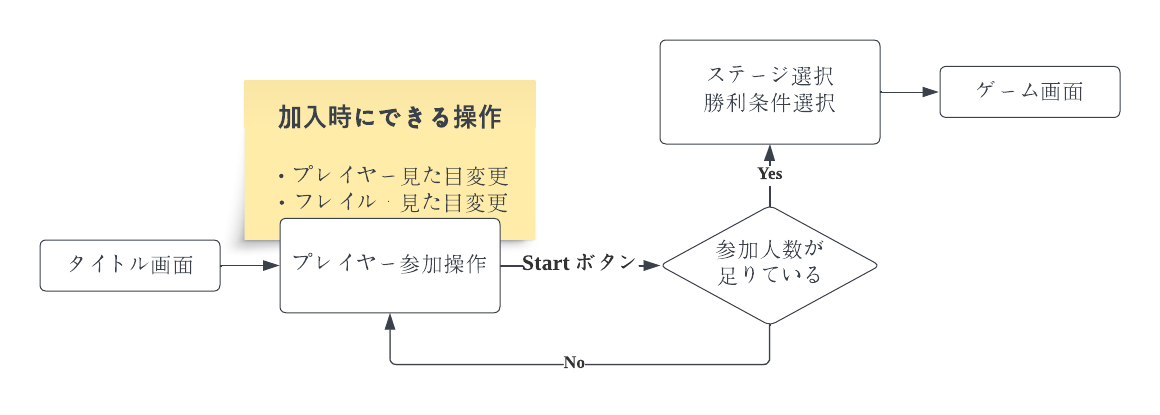 ステージ選択
勝利条件選択
ゲーム画面
加入時にできる操作
・プレイヤー見た目変更
・フレイル・見た目変更
Yes
タイトル画面
プレイヤー参加操作
Start ボタン
参加人数が
足りている
No